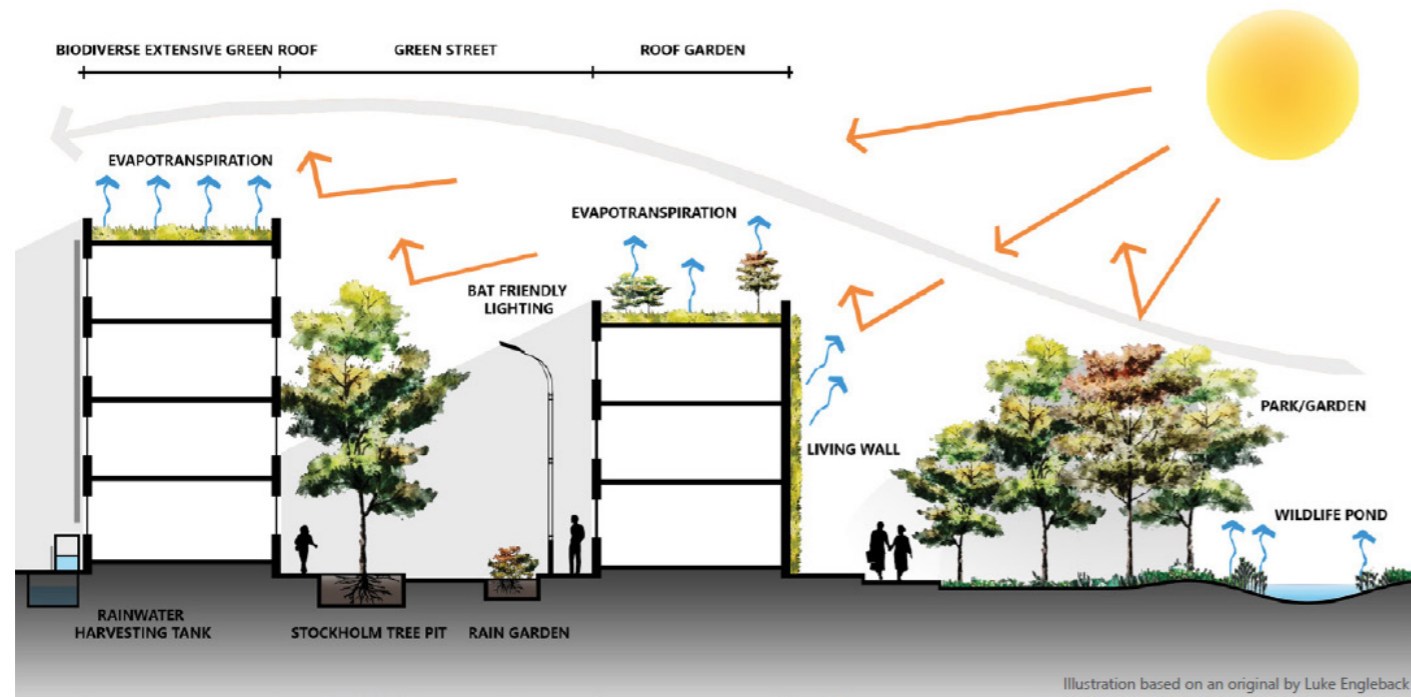 BIODIVERSE EXTENSIVE GREEN ROOF
GREEN STREET
ROOF GARDEN
EVAPOTRANSPIRATION
EVAPOTRANSPIRATION
BAT FRIENDLY
LIGHTING
PARK/GARDEN
LIVING WALL
WILDLIFE POND
RAINWATER
HARVESTING TANK
STOCKHOLM TREE PIT
RAIN GARDEN
Illustration based on an original by Luke Engleback